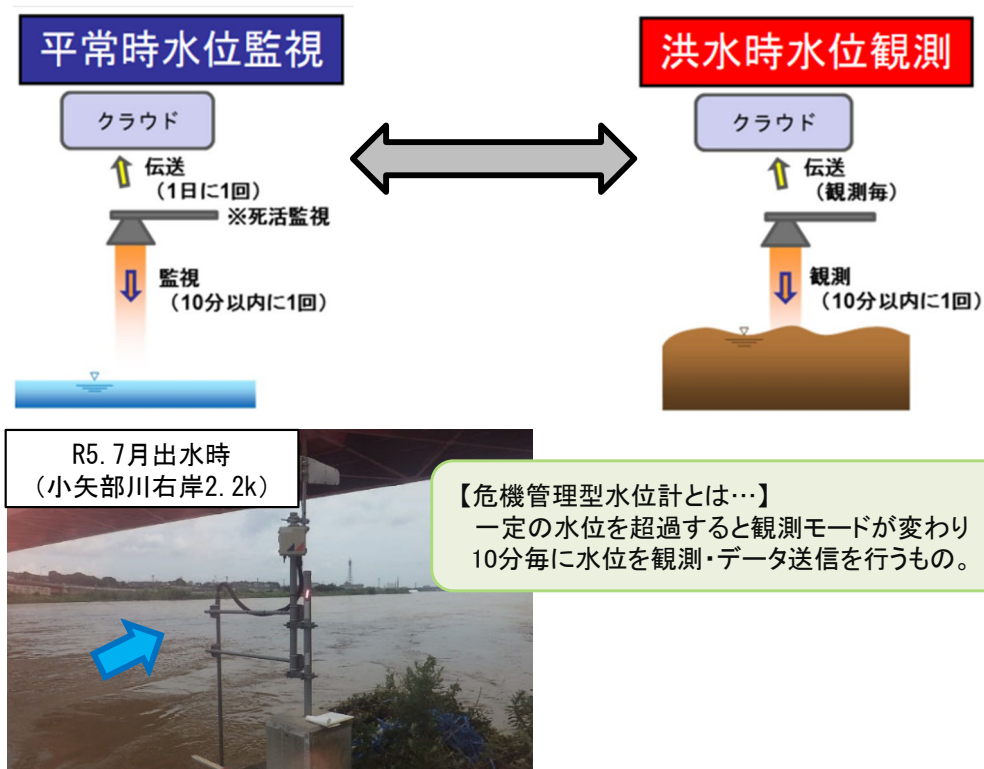 平常時水位監視
洪水時水位観測
クラウド
伝送
(1日に1回)
※死活監視
監視
(10分以内に1回)
クラウド
伝送
(観測毎)
観測
(10分以内に1回)
R5.7月出水時
(小矢部川右岸2.2k)
【危機管理型水位計とは…】
一定の水位を超過すると観測モードが変わり
10分毎に水位を観測・データ送信を行うもの。